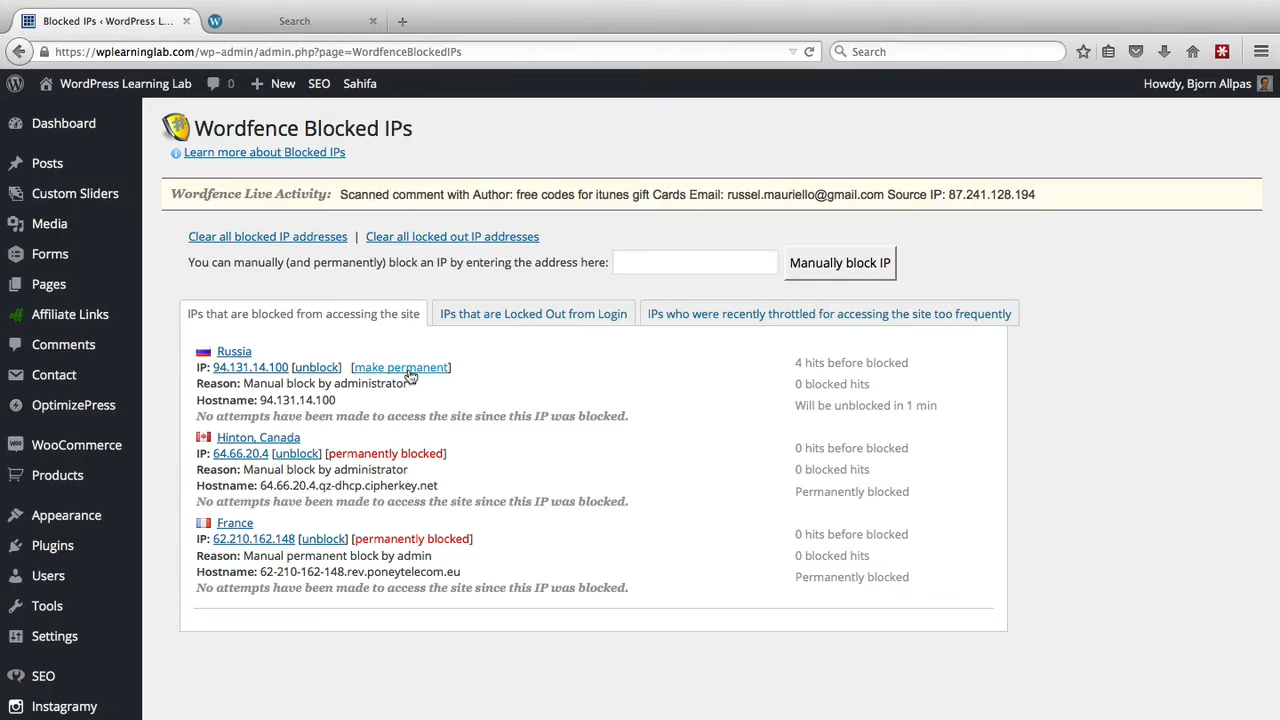 Blocked IPs ‹ WordPress L...
Search
https://wplearninglab.com/wp-admin/admin.php?page=WordfenceBlockedIPs
Search
WordPress Learning Lab
0
New
SEO
Sahifa
Howdy, Bjorn Allpas
Dashboard
Posts
Custom Sliders
Media
Forms
Pages
Affiliate Links
Comments
Contact
OptimizePress
WooCommerce
Products
Appearance
Plugins
Users
Tools
Settings
SEO
Instagramy
Wordfence Blocked IPs
Learn more about Blocked IPs
Wordfence Live Activity: Scanned comment with Author: free codes for itunes gift Cards Email: russel.mauriello@gmail.com Source IP: 87.241.128.194
Clear all blocked IP addresses | Clear all locked out IP addresses
You can manually (and permanently) block an IP by entering the address here:
Manually block IP
IPs that are blocked from accessing the site
IPs that are Locked Out from Login
IPs who were recently throttled for accessing the site too frequently
Russia
IP: 94.131.14.100 [unblock] [make permanent]
Reason: Manual block by administrator
Hostname: 94.131.14.100
No attempts have been made to access the site since this IP was blocked.
4 hits before blocked
0 blocked hits
Will be unblocked in 1 min
Hinton, Canada
IP: 64.66.20.4 [unblock] [permanently blocked]
Reason: Manual block by administrator
Hostname: 64.66.20.4.qz-dhcp.cipherkey.net
No attempts have been made to access the site since this IP was blocked.
0 hits before blocked
0 blocked hits
Permanently blocked
France
IP: 62.210.162.148 [unblock] [permanently blocked]
Reason: Manual permanent block by admin
Hostname: 62-210-162-148.rev.poneytelecom.eu
No attempts have been made to access the site since this IP was blocked.
0 hits before blocked
0 blocked hits
Permanently blocked